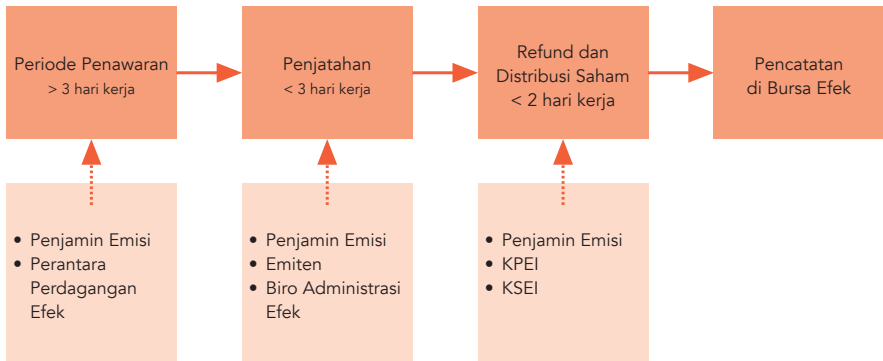 Periode Penawaran
> 3 hari kerja
Penjatahan
< 3 hari kerja
Refund dan
Distribusi Saham
< 2 hari kerja
Pencatatan
di Bursa Efek
• Penjamin Emisi
• Perantara
Perdagangan
Efek
• Penjamin Emisi
• Emiten
• Biro Administrasi
Efek
• Penjamin Emisi
• KPEI
• KSEI